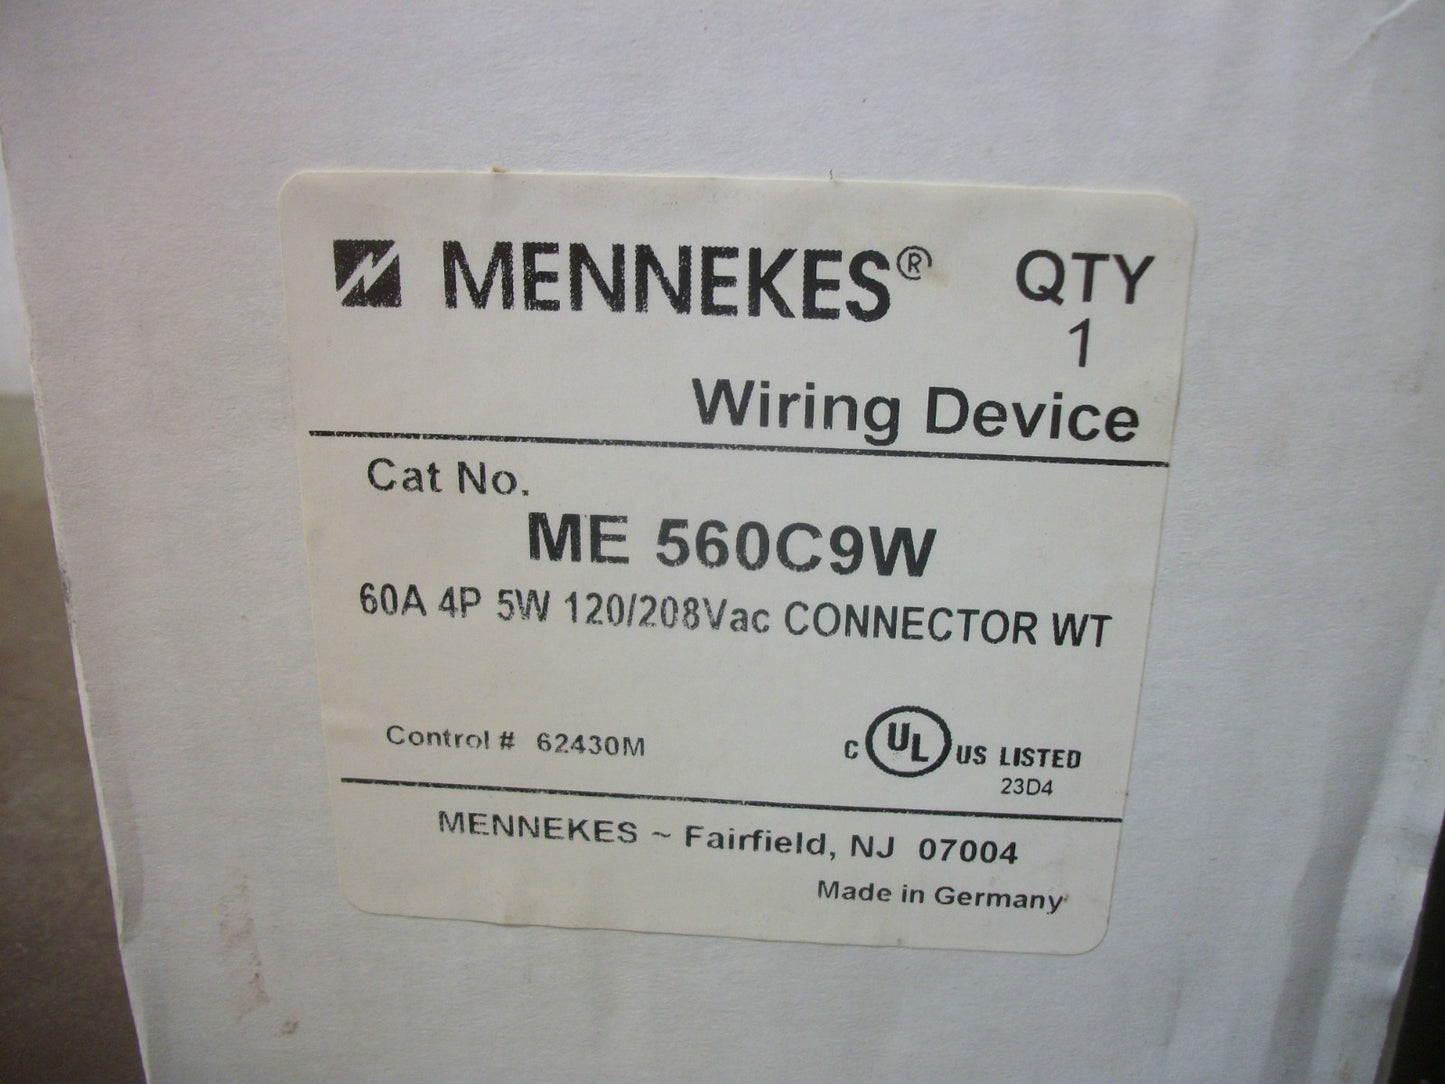 MENNEKES® QTY
1
Wiring Device
Cat No.
ME 560C9W
60A 4P 5W 120/208Vac CONNECTOR WT
Control # 62430M C UL US LISTED
23D4
MENNEKES ~ Fairfield, NJ 07004
Made in Germany